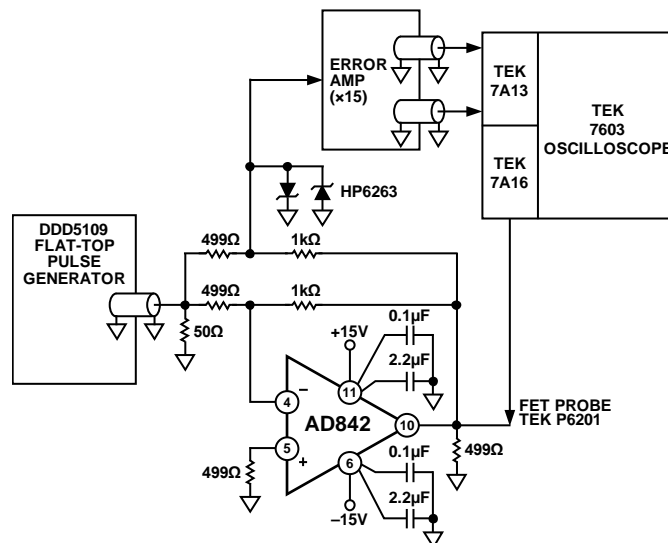 ERROR
AMP
(×15)
TEK
7A13
TEK
7603
OSCILLOSCOPE
TEK
7A16
HP6263
DDD5109
FLAT-TOP
PULSE
GENERATOR
499Ω
1kΩ
499Ω
1kΩ
50Ω
+15V
0.1µF
2.2µF
11
4
–
AD842
10
FET PROBE
TEK P6201
5
+
499Ω
6
0.1µF
499Ω
2.2µF
–15V